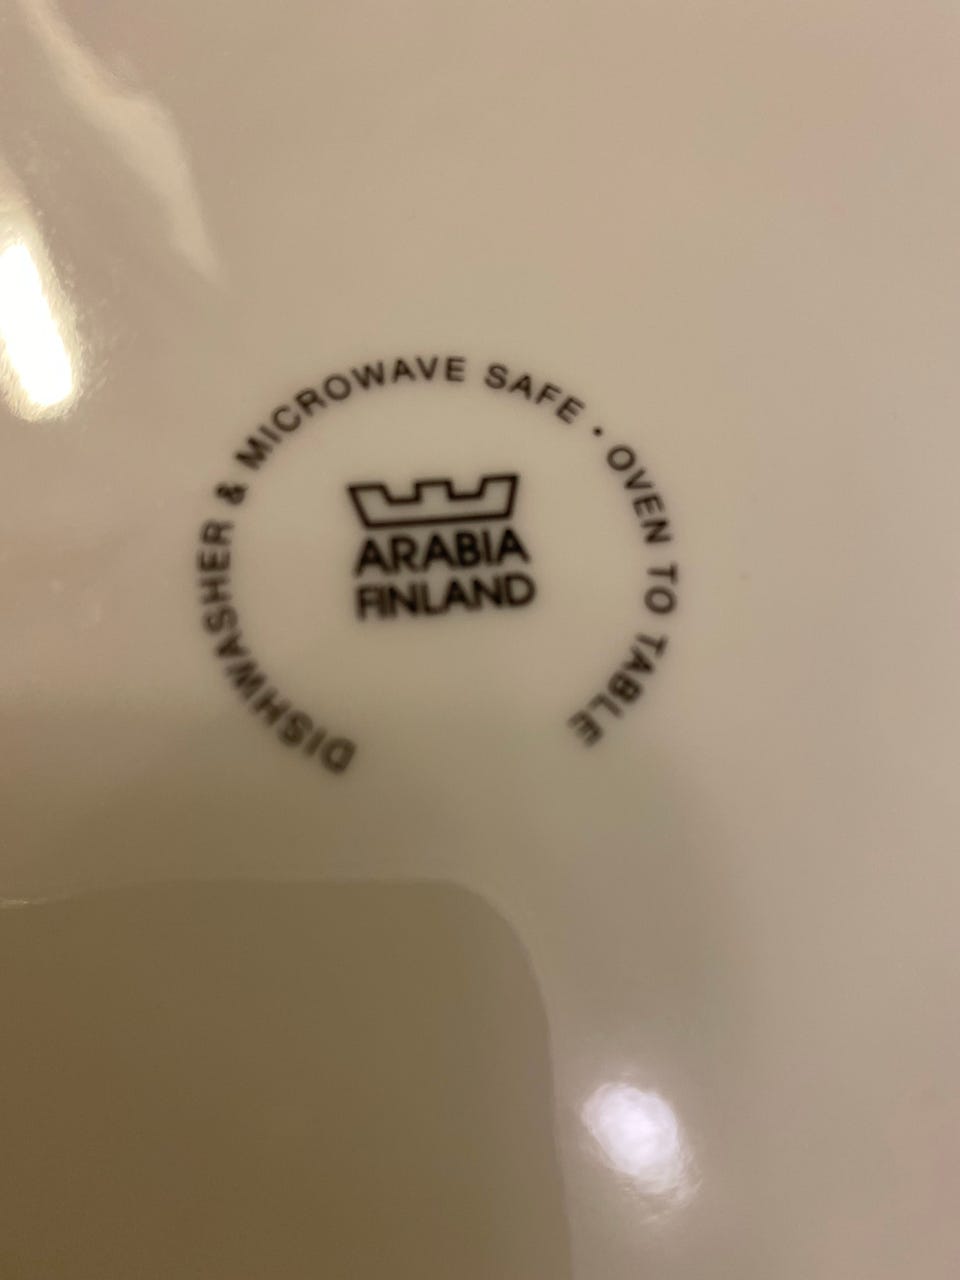 DISHWASHER & MICROWAVE SAFE • OVEN TO TABLE
ARABIA
FINLAND